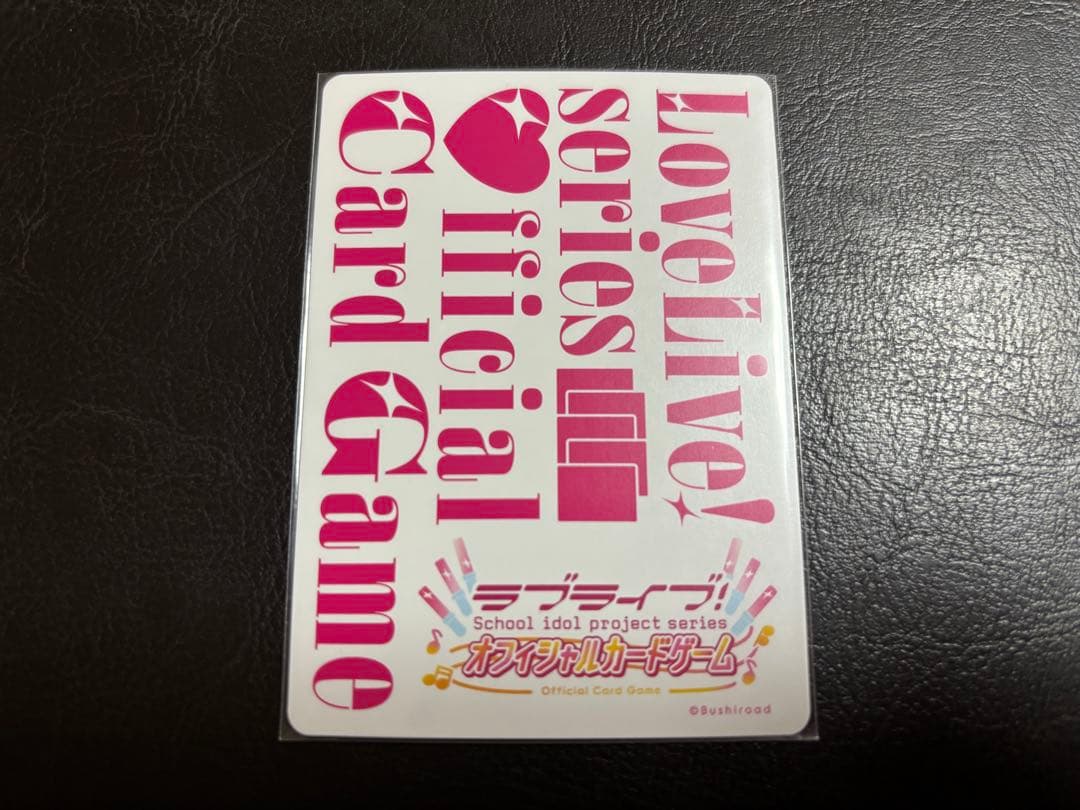 LoveLive!
series
♥fficial
Card Game
ラブライブ!
School idol project series
オフィシャルカードゲーム
Official Card Game
©Bushiroad